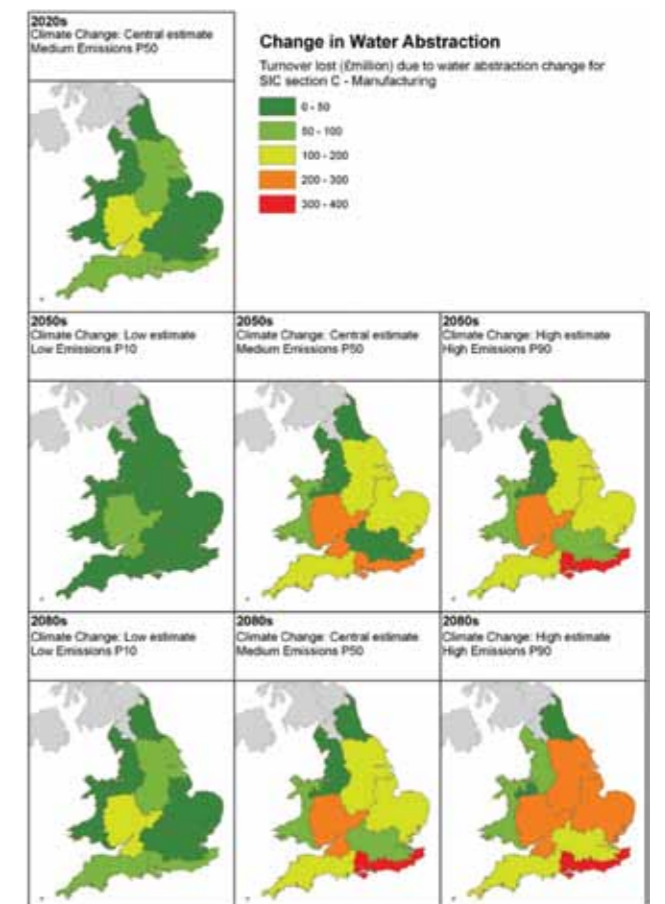 2020s
Climate Change: Central estimate
Medium Emissions P50
Change in Water Abstraction
Turnover lost (£million) due to water abstraction change for
SIC section C - Manufacturing
0 - 50
50 - 100
100 - 200
200 - 300
300 - 400
2050s
Climate Change: Low estimate
Low Emissions P10
2050s
Climate Change: Central estimate
Medium Emissions P50
2050s
Climate Change: High estimate
High Emissions P90
2080s
Climate Change: Low estimate
Low Emissions P10
2080s
Climate Change: Central estimate
Medium Emissions P50
2080s
Climate Change: High estimate
High Emissions P90